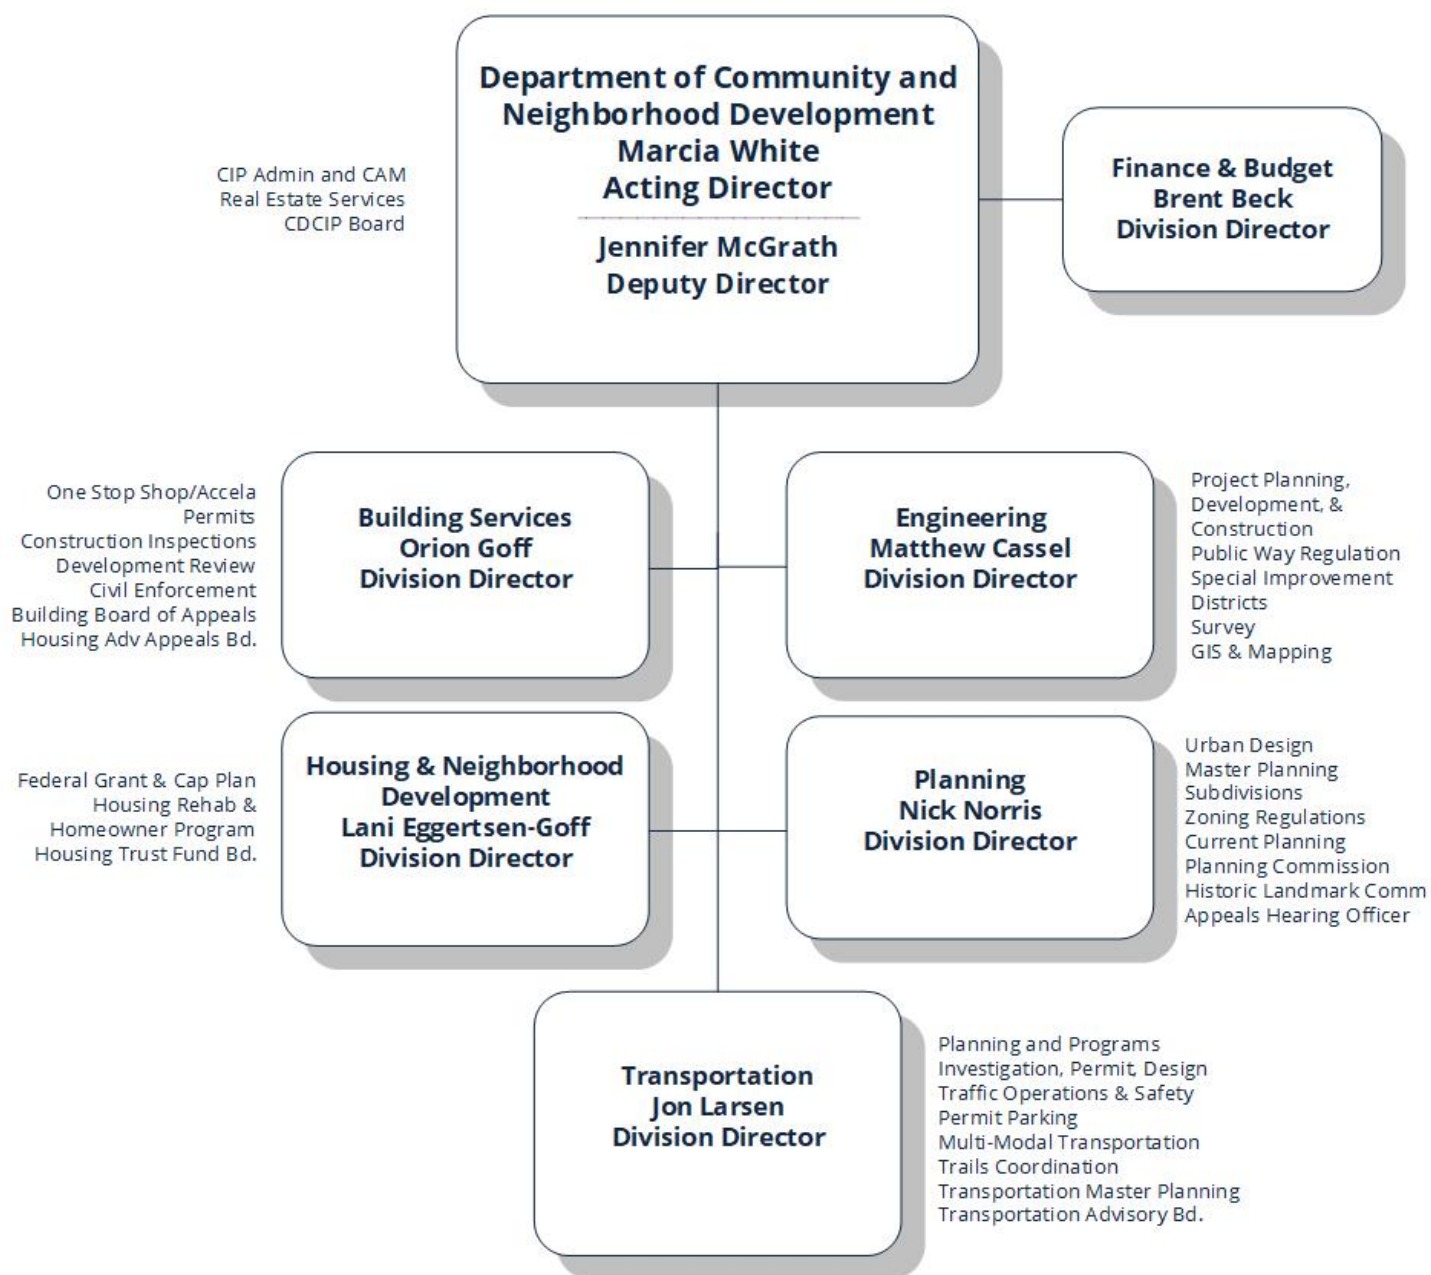 Department of Community and
Neighborhood Development
Marcia White
Acting Director
Jennifer McGrath
Deputy Director
CIP Admin and CAM
Real Estate Services
CDCIP Board
Finance & Budget
Brent Beck
Division Director
One Stop Shop/Accela
Permits
Construction Inspections
Development Review
Civil Enforcement
Building Board of Appeals
Housing Adv Appeals Bd.
Building Services
Orion Goff
Division Director
Engineering
Matthew Cassel
Division Director
Project Planning,
Development, &
Construction
Public Way Regulation
Special Improvement
Districts
Survey
GIS & Mapping
Federal Grant & Cap Plan
Housing Rehab &
Homeowner Program
Housing Trust Fund Bd.
Housing & Neighborhood
Development
Lani Eggertsen-Goff
Division Director
Planning
Nick Norris
Division Director
Urban Design
Master Planning
Subdivisions
Zoning Regulations
Current Planning
Planning Commission
Historic Landmark Comm
Appeals Hearing Officer
Transportation
Jon Larsen
Division Director
Planning and Programs
Investigation, Permit, Design
Traffic Operations & Safety
Permit Parking
Multi-Modal Transportation
Trails Coordination
Transportation Master Planning
Transportation Advisory Bd.